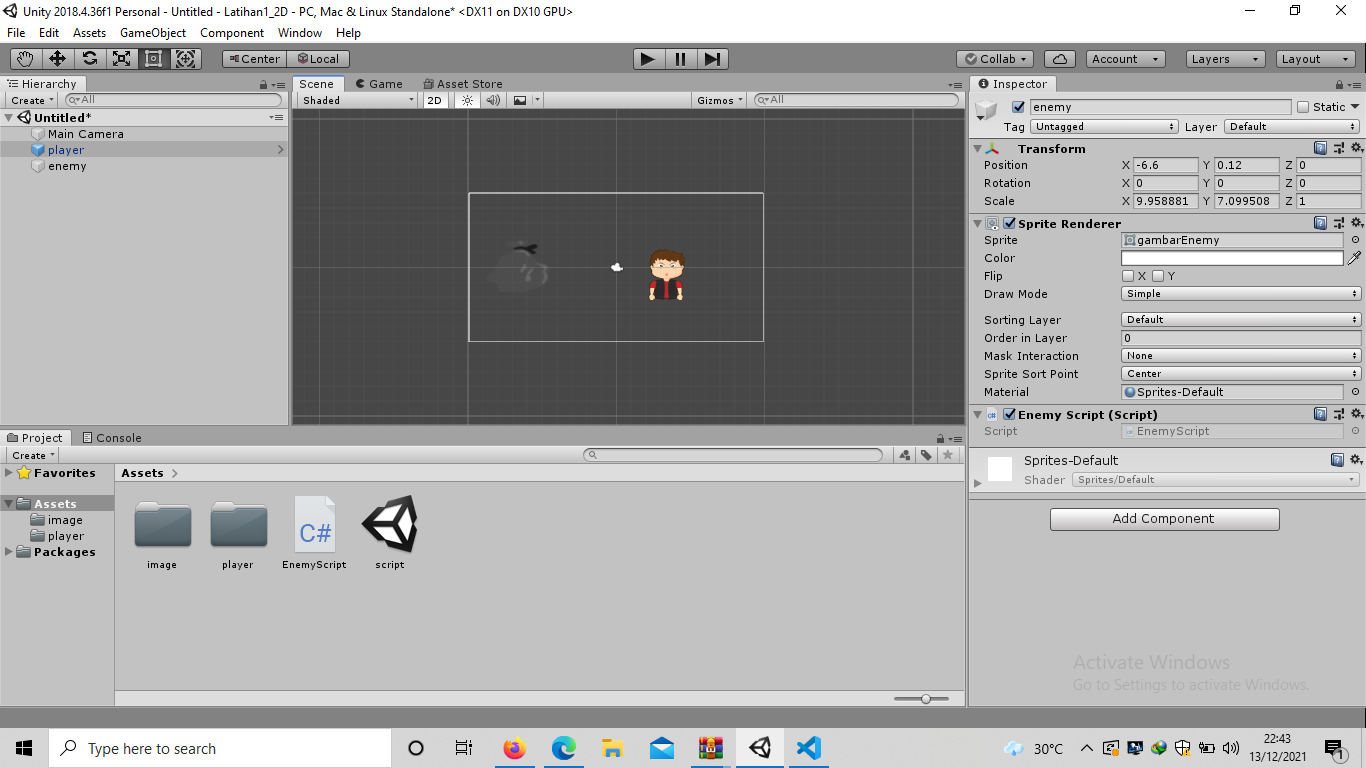 Unity 2018.4.36f1 Personal - Untitled - Latihan1_2D - PC, Mac & Linux Standalone* <DX11 on DX10 GPU>
File Edit Assets GameObject Component Window Help
Center Local Collab Account Layers Layout
Hierarchy
Create All
Untitled*
Main Camera
player
enemy
Scene Game Asset Store
Shaded 2D Gizmos All
Inspector
enemy Static
Tag Untagged Layer Default
Transform
Position X -6.6 Y 0.12 Z 0
Rotation X 0 Y 0 Z 0
Scale X 9.958881 Y 7.099508 Z 1
Sprite Renderer
Sprite gambarEnemy
Color
Flip X Y
Draw Mode Simple
Sorting Layer Default
Order in Layer 0
Mask Interaction None
Sprite Sort Point Center
Material Sprites-Default
Enemy Script (Script)
Script EnemyScript
Sprites-Default
Shader Sprites/Default
Add Component
Project Console
Create
Favorites
Assets
image
player
Packages
Assets
C#
image player EnemyScript script
Activate Windows
Go to Settings to activate Windows.
Type here to search
30°C
22:43
13/12/2021
1